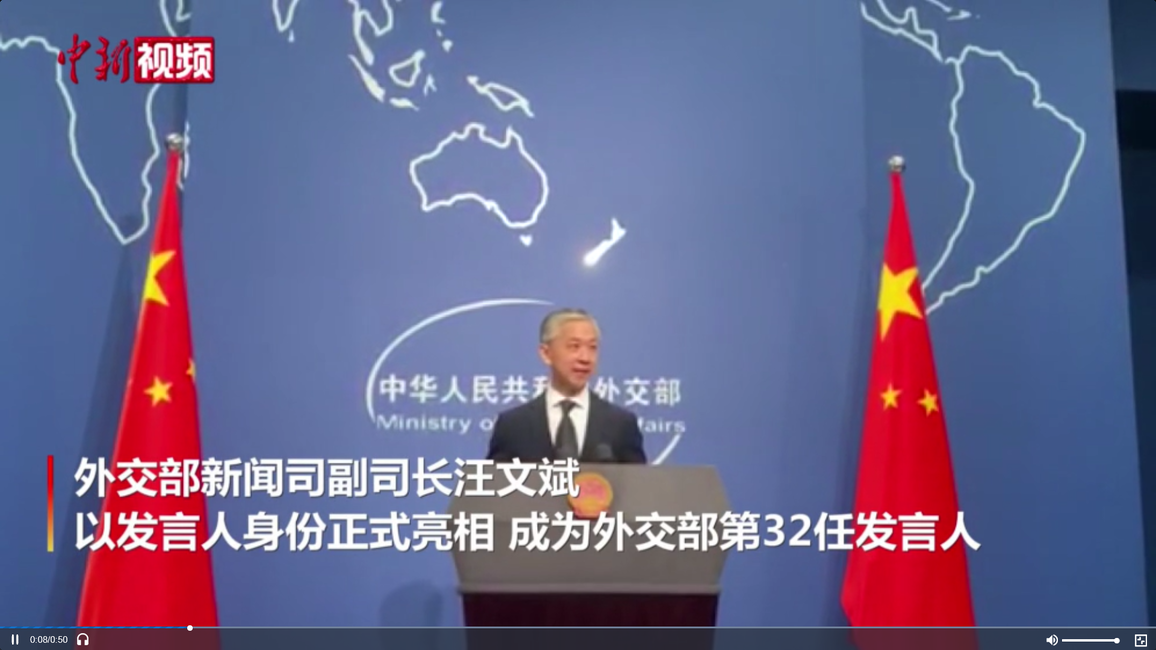 中新视频
中华人民共和 外交部
Ministry o airs
外交部新闻司副司长汪文斌
以发言人身份正式亮相 成为外交部第32任发言人
0:08/0:50